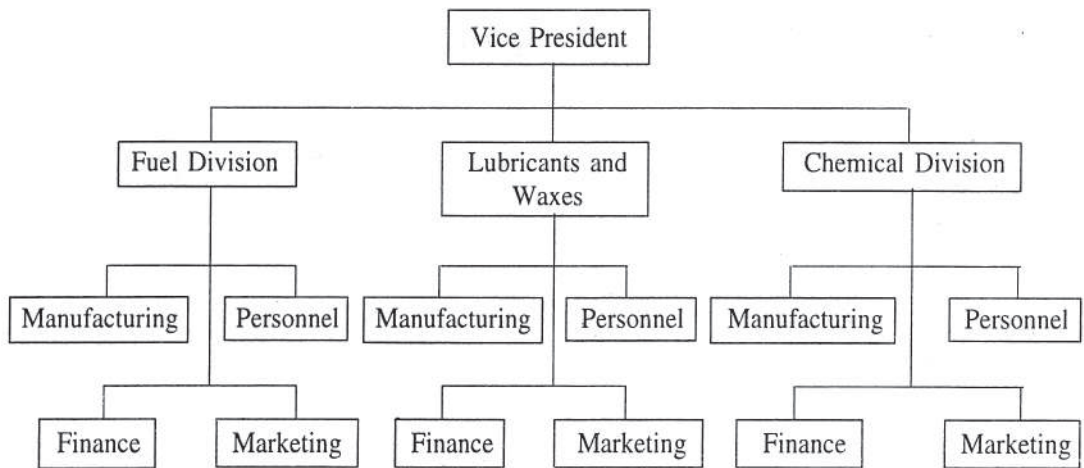 Vice President
Fuel Division
Lubricants and
Waxes
Chemical Division
Manufacturing
Personnel
Manufacturing
Personnel
Manufacturing
Personnel
Finance
Marketing
Finance
Marketing
Finance
Marketing